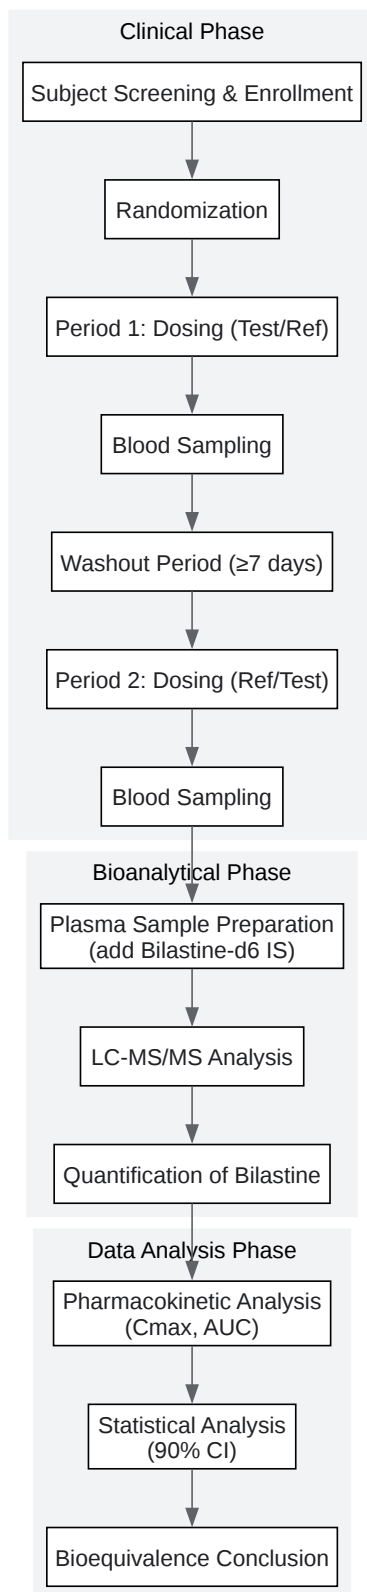 Clinical Phase
Subject Screening & Enrollment
Randomization
Period 1: Dosing (Test/Ref)
Blood Sampling
Washout Period (≥7 days)
Period 2: Dosing (Ref/Test)
Blood Sampling
Bioanalytical Phase
Plasma Sample Preparation
(add Bilastine-d6 IS)
LC-MS/MS Analysis
Quantification of Bilastine
Data Analysis Phase
Pharmacokinetic Analysis
(Cmax, AUC)
Statistical Analysis
(90% CI)
Bioequivalence Conclusion